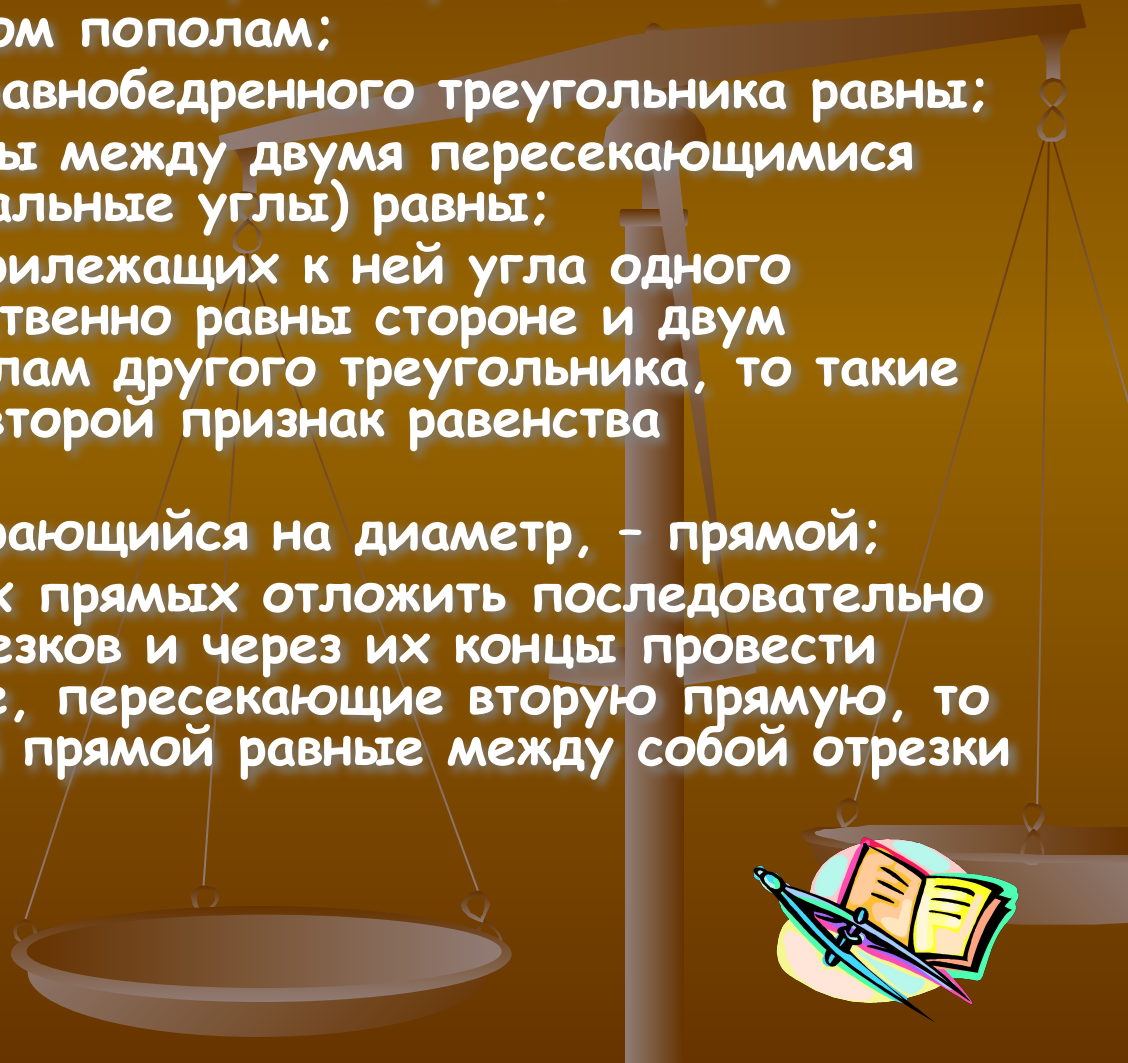 ом пополам;
авнобедренного треугольника равны;
ы между двумя пересекающимися
альные углы) равны;
рилежащих к ней угла одного
твенно равны стороне и двум
лам другого треугольника, то такие
второй признак равенства
рающийся на диаметр, – прямой;
х прямых отложить последовательно
езков и через их концы провести
е, пересекающие вторую прямую, то
прямой равные между собой отрезки